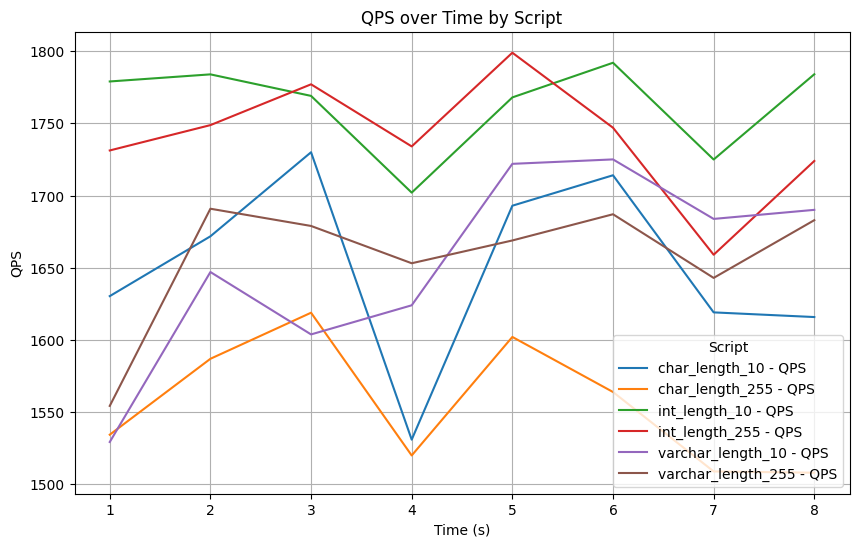 QPS over Time by Script
1800
1750
1700
1650
1600
1550
1500
QPS
1 2 3 4 5 6 7 8
Time (s)
Script
char_length_10 - QPS
char_length_255 - QPS
int_length_10 - QPS
int_length_255 - QPS
varchar_length_10 - QPS
varchar_length_255 - QPS